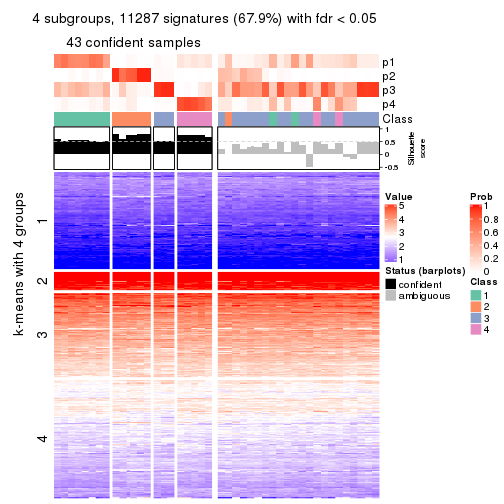 4 subgroups, 11287 signatures (67.9%) with fdr < 0.05
43 confident samples
p1
p2
p3
p4
Class
1
0.5
0
-0.5
Silhouette
score
k-means with 4 groups
1
2
3
4
Value
5
4
3
2
1
Status (barplots)
confident
ambiguous
Prob
1
0.8
0.6
0.4
0.2
0
Class
1
2
3
4